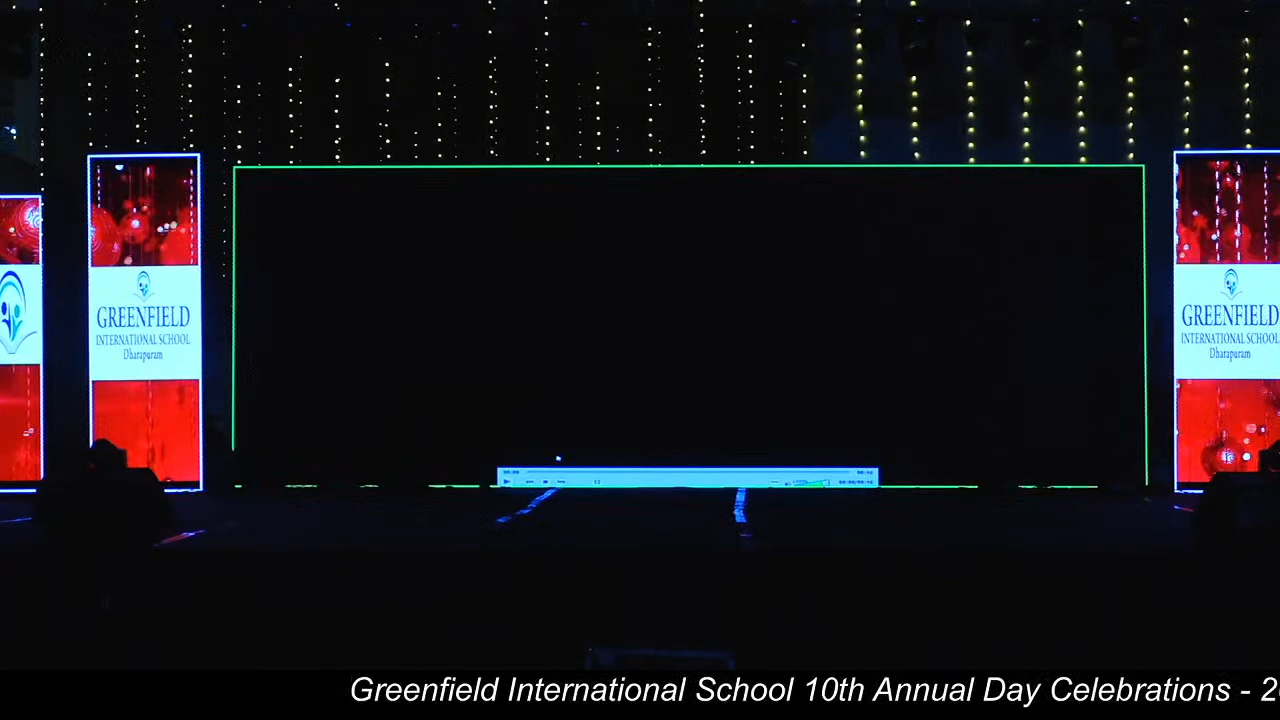 GREENFIELD
INTERNATIONAL SCHOOL
Dharapuram
GREENFIELD
INTERNATIONAL SCHOOL
Dharapuram
Greenfield International School 10th Annual Day Celebrations -